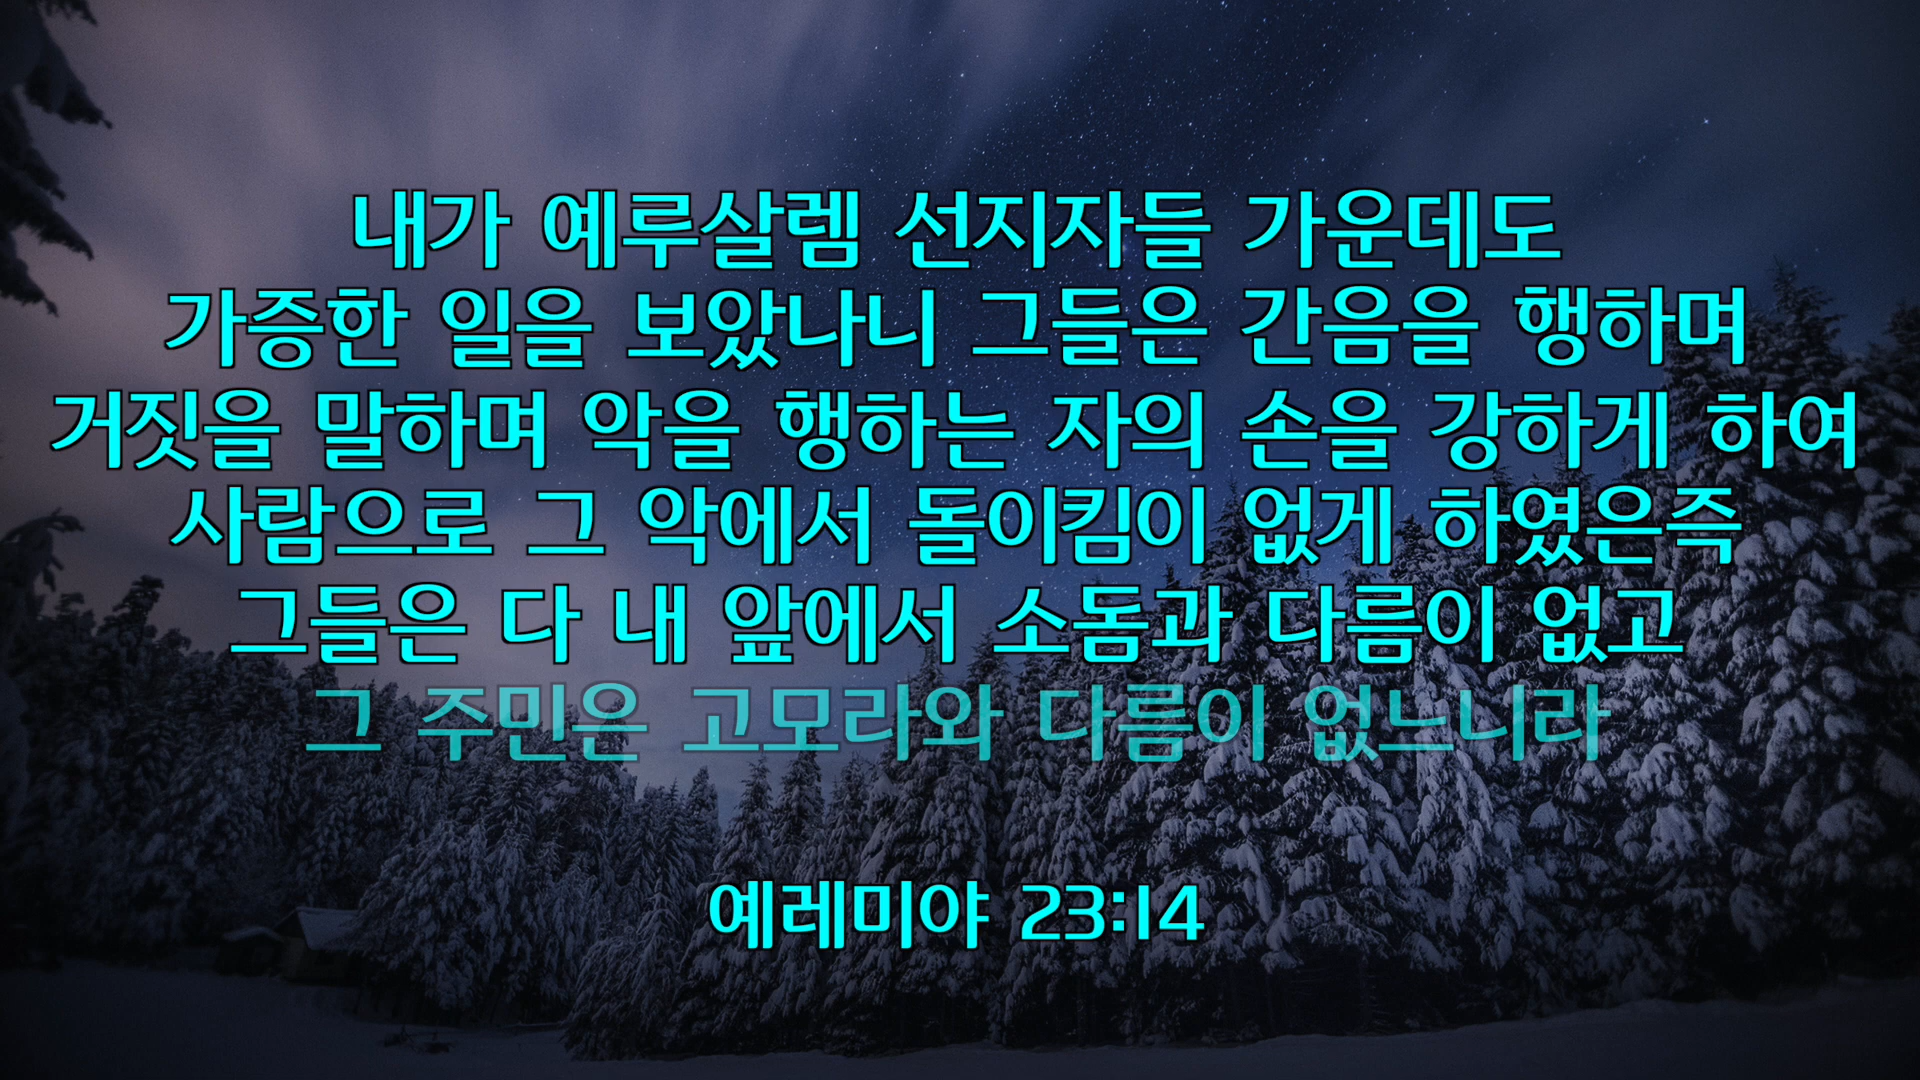 내가 예루살렘 선지자들 가운데도
가증한 일을 보았나니 그들은 간음을 행하며
거짓을 말하며 악을 행하는 자의 손을 강하게 하여
사람으로 그 악에서 돌이킴이 없게 하였은즉
그들은 다 내 앞에서 소돔과 다름이 없고
그 주민은 고모라와 다름이 없느니라
예레미야 23:14